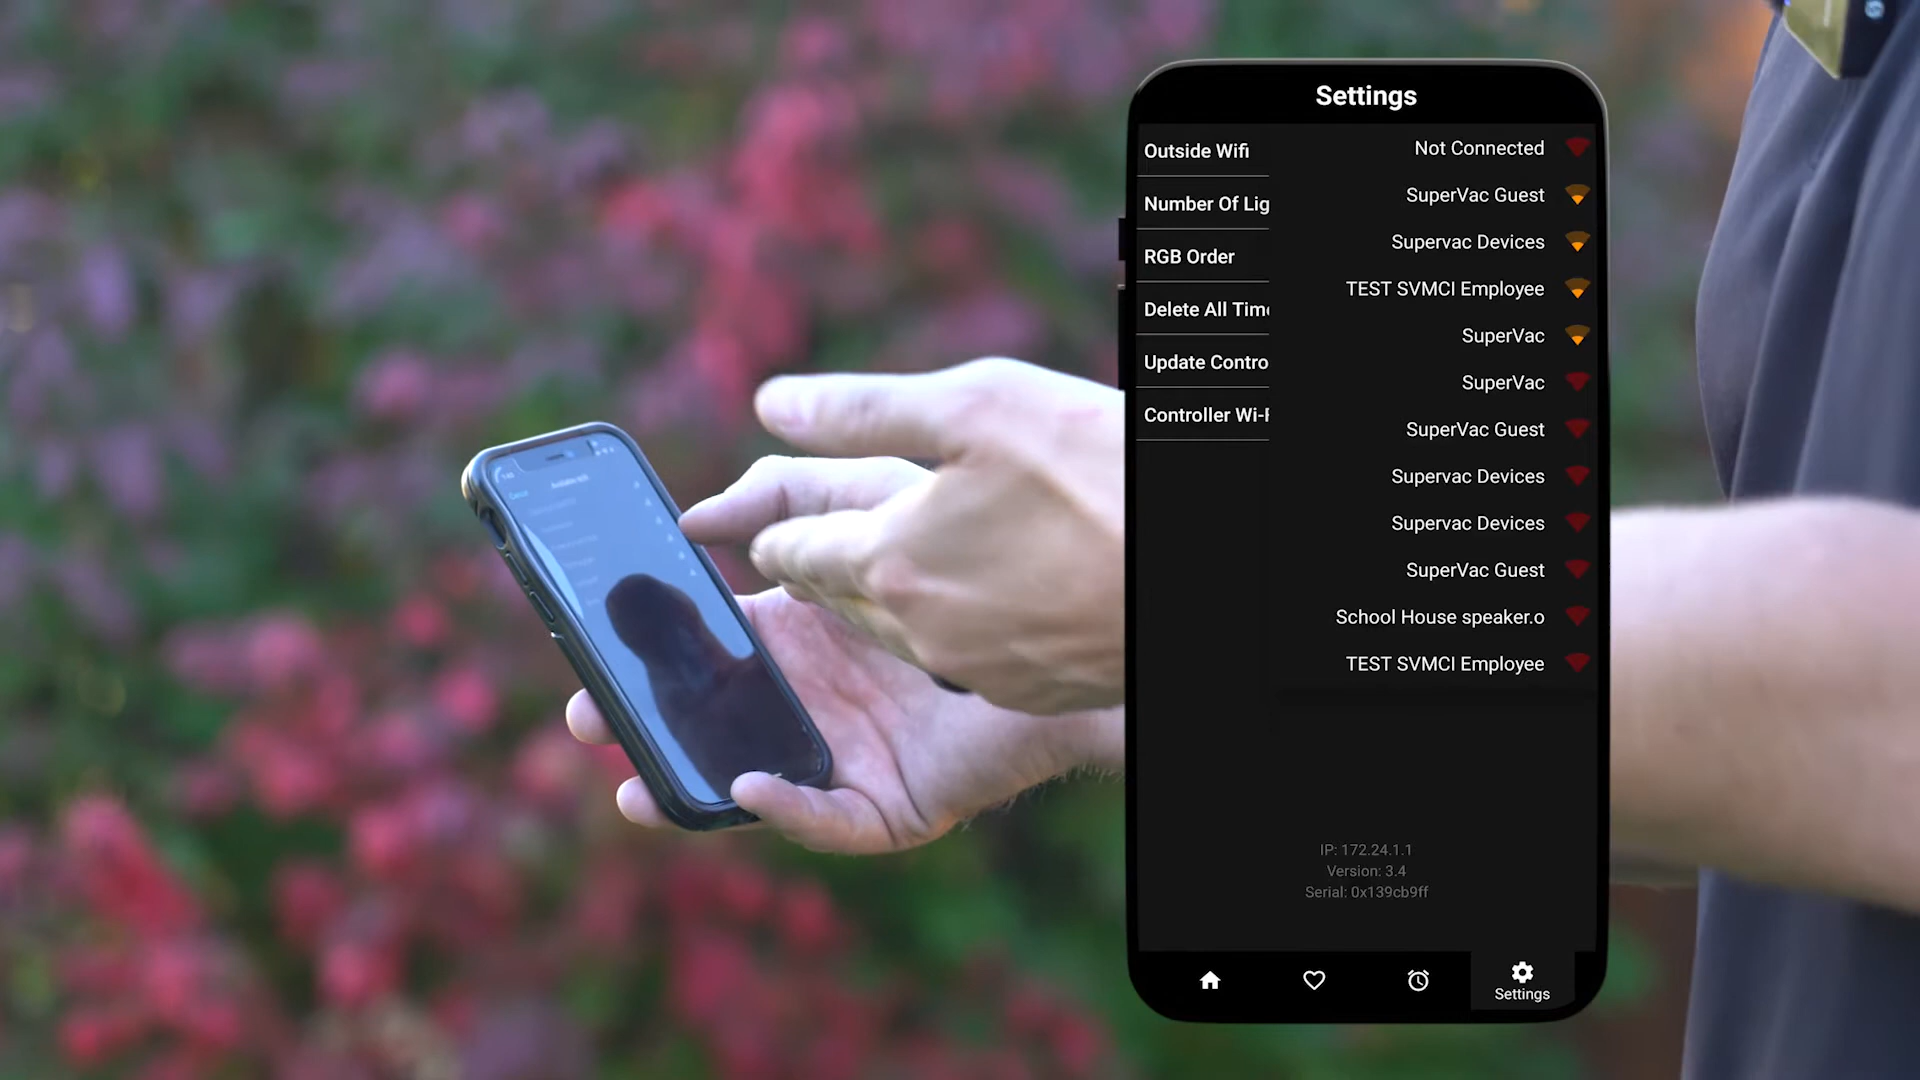 Settings
Outside Wifi
Number Of Lig
RGB Order
Delete All Time
Update Contro
Controller Wi-F
Not Connected
SuperVac Guest
Supervac Devices
TEST SVMCI Employee
SuperVac
SuperVac
SuperVac Guest
Supervac Devices
Supervac Devices
SuperVac Guest
School House speaker.o
TEST SVMCI Employee
IP: 172.24.1.1
Version: 3.4
Serial: 0x139cb9ff
Settings
Cancel